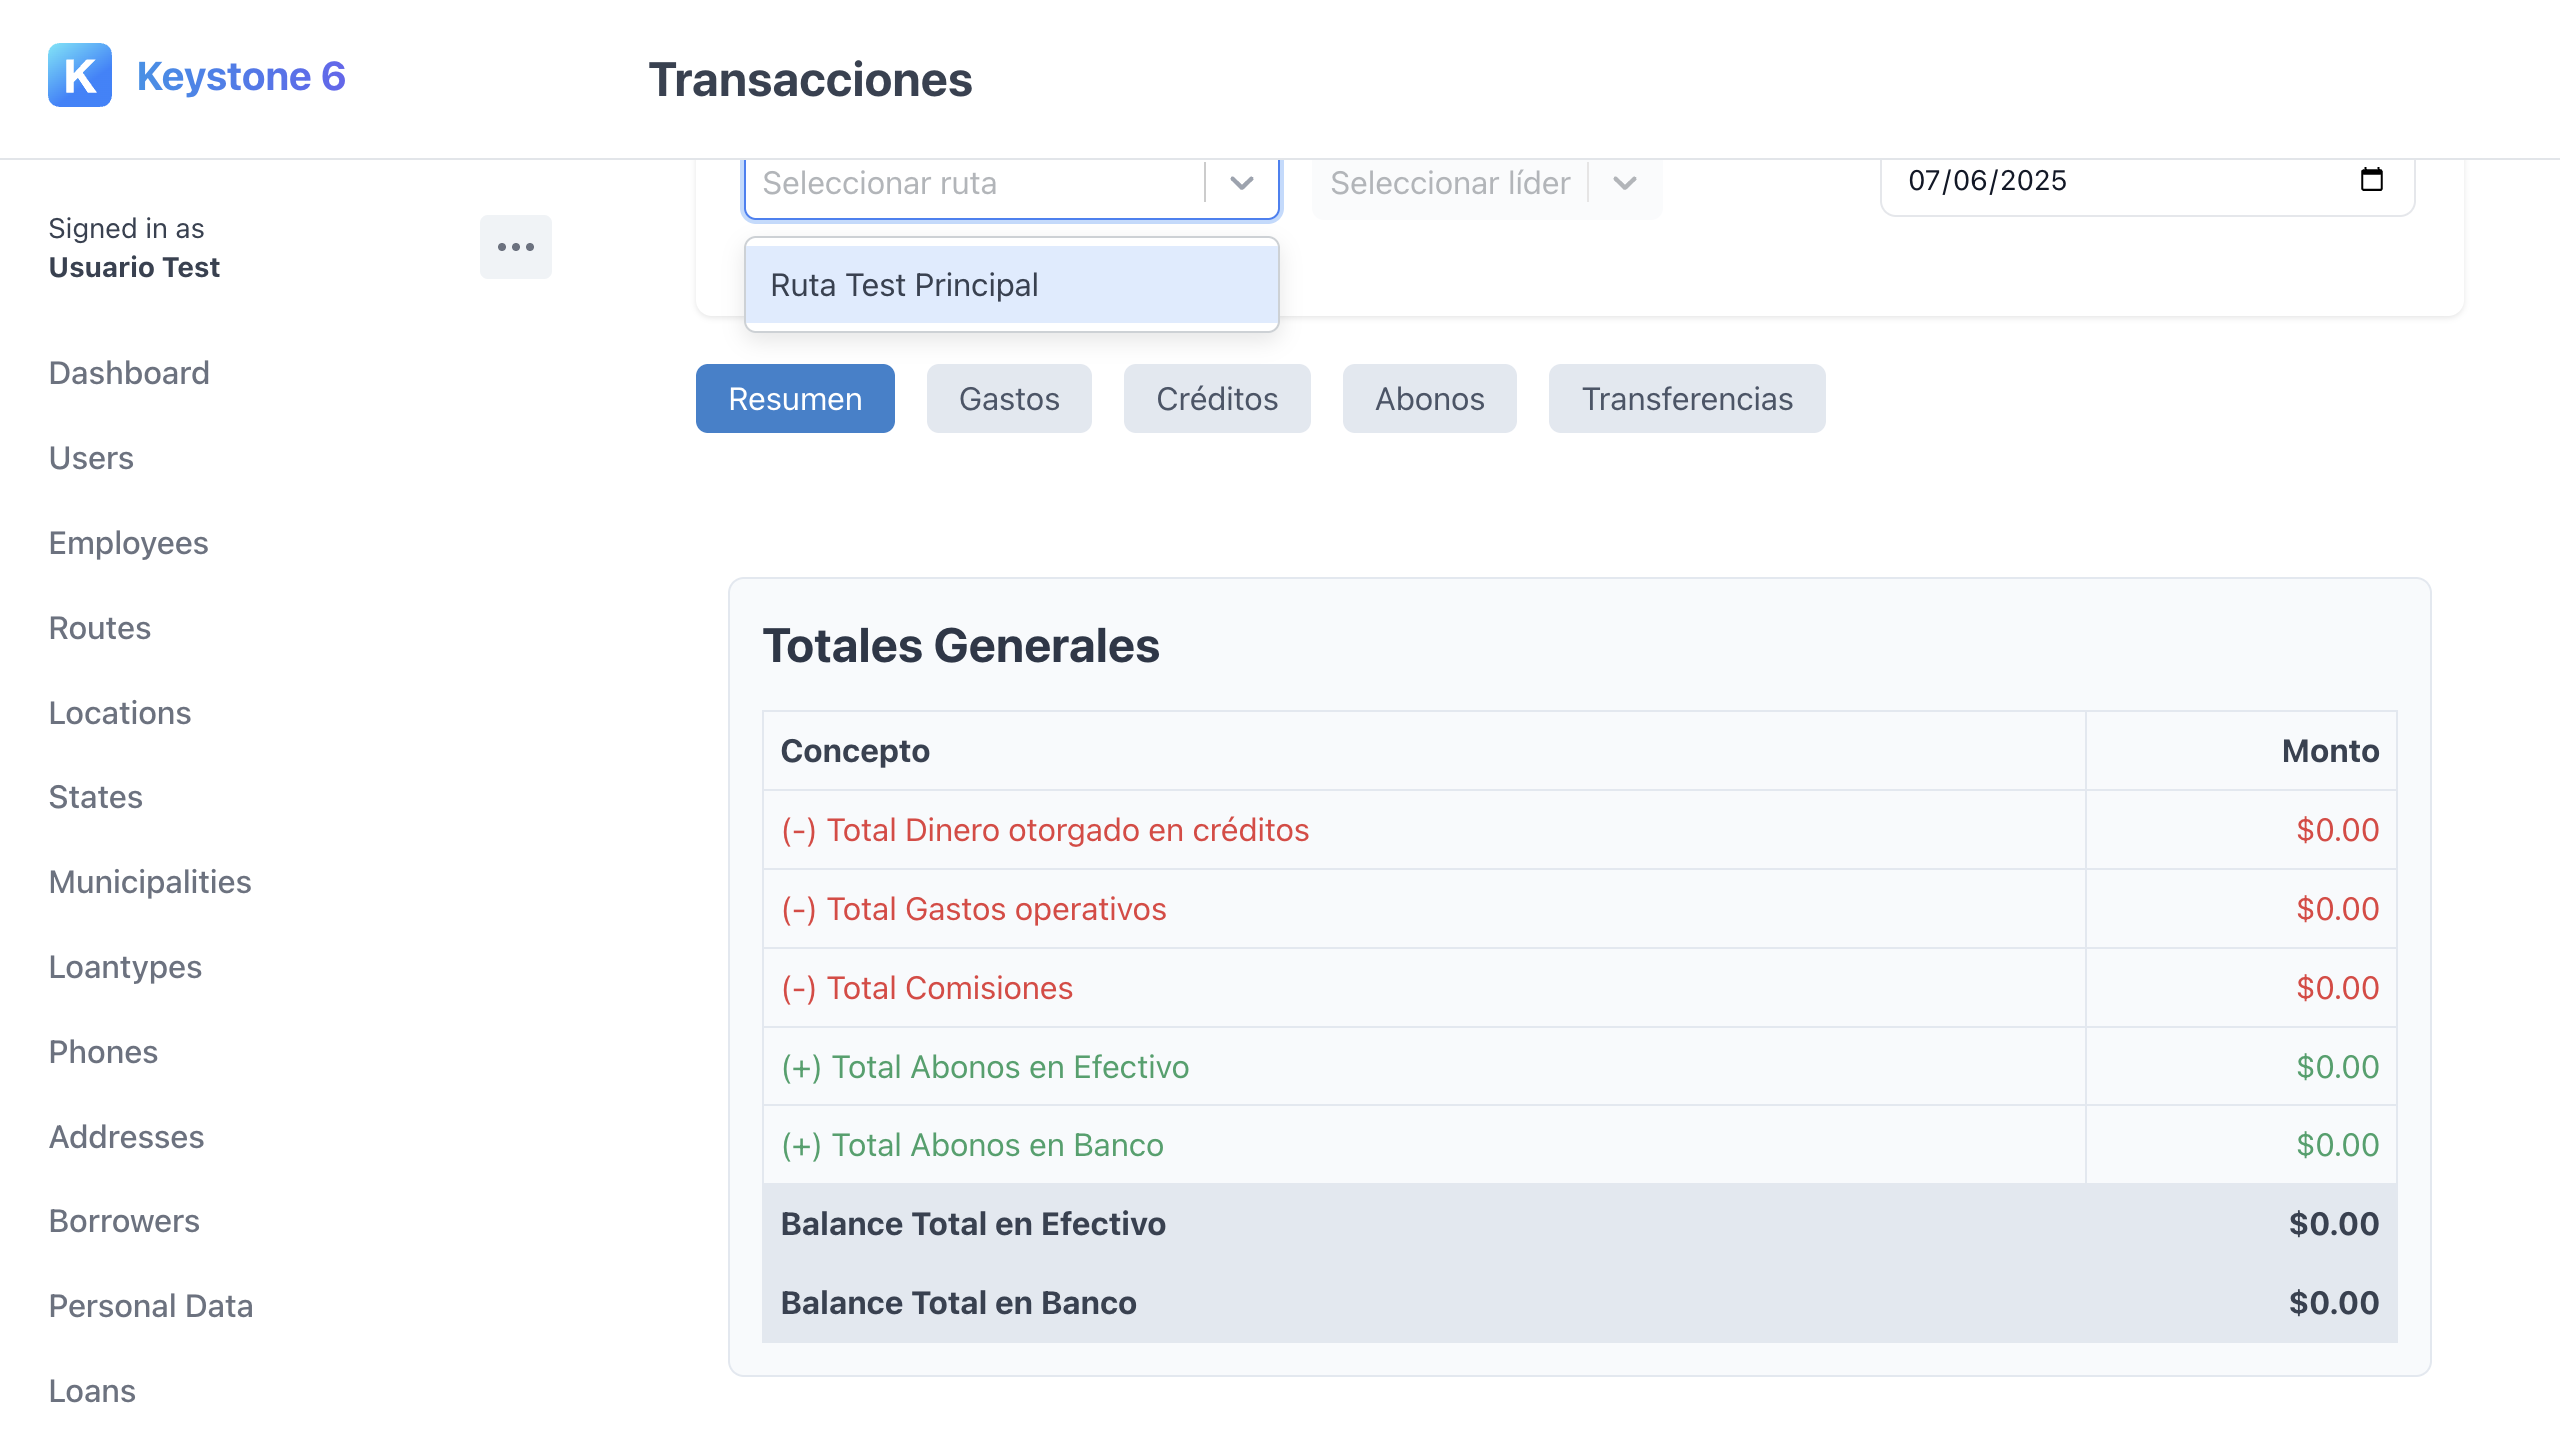 K Keystone 6
Transacciones
Signed in as
Usuario Test
Dashboard
Users
Employees
Routes
Locations
States
Municipalities
Loantypes
Phones
Addresses
Borrowers
Personal Data
Loans
Seleccionar ruta
Seleccionar líder
07/06/2025
Ruta Test Principal
Resumen
Gastos
Créditos
Abonos
Transferencias
Totales Generales
Concepto Monto
(-) Total Dinero otorgado en créditos $0.00
(-) Total Gastos operativos $0.00
(-) Total Comisiones $0.00
(+) Total Abonos en Efectivo $0.00
(+) Total Abonos en Banco $0.00
Balance Total en Efectivo $0.00
Balance Total en Banco $0.00